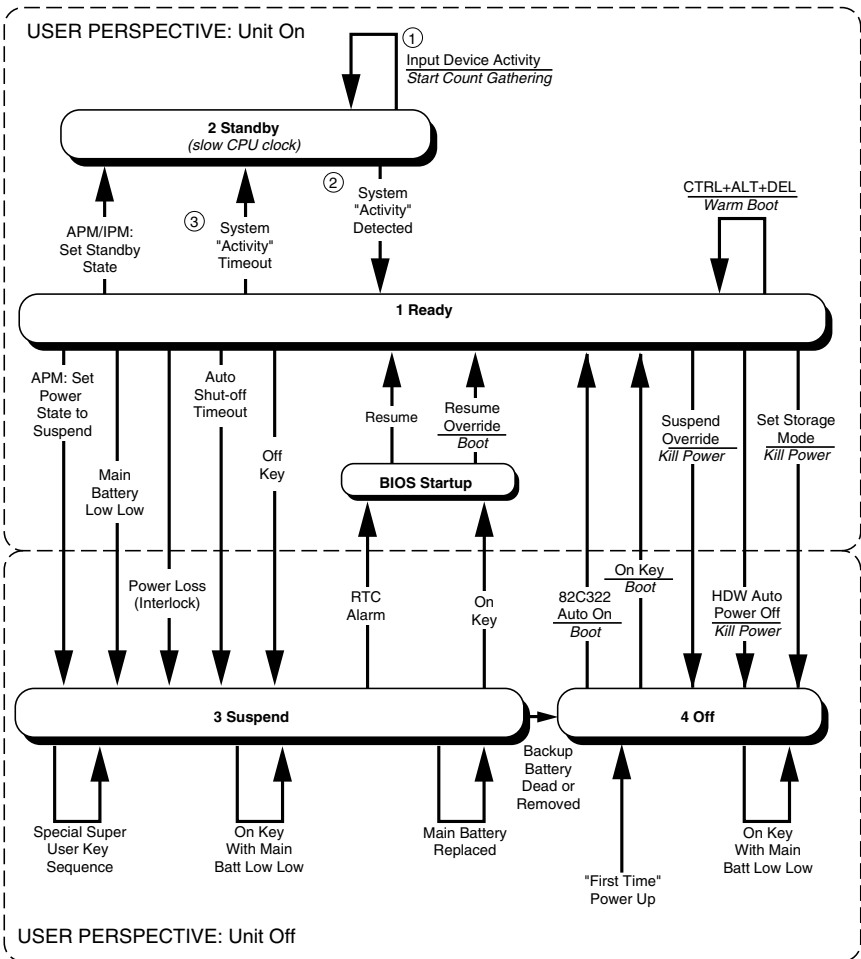 USER PERSPECTIVE: Unit On
1
Input Device Activity
Start Count Gathering
2 Standby
(slow CPU clock)
2
System
"Activity"
Detected
3
System
"Activity"
Timeout
APM/IPM:
Set Standby
State
CTRL+ALT+DEL
Warm Boot
1 Ready
APM: Set
Power
State to
Suspend
Main
Battery
Low Low
Power Loss
(Interlock)
Auto
Shut-off
Timeout
Off
Key
Resume
Resume
Override
Boot
BIOS Startup
RTC
Alarm
On
Key
82C322
Auto On
Boot
On Key
Boot
Suspend
Override
Kill Power
HDW Auto
Power Off
Kill Power
Set Storage
Mode
Kill Power
3 Suspend
4 Off
Backup
Battery
Dead or
Removed
Special Super
User Key
Sequence
On Key
With Main
Batt Low Low
Main Battery
Replaced
"First Time"
Power Up
On Key
With Main
Batt Low Low
USER PERSPECTIVE: Unit Off